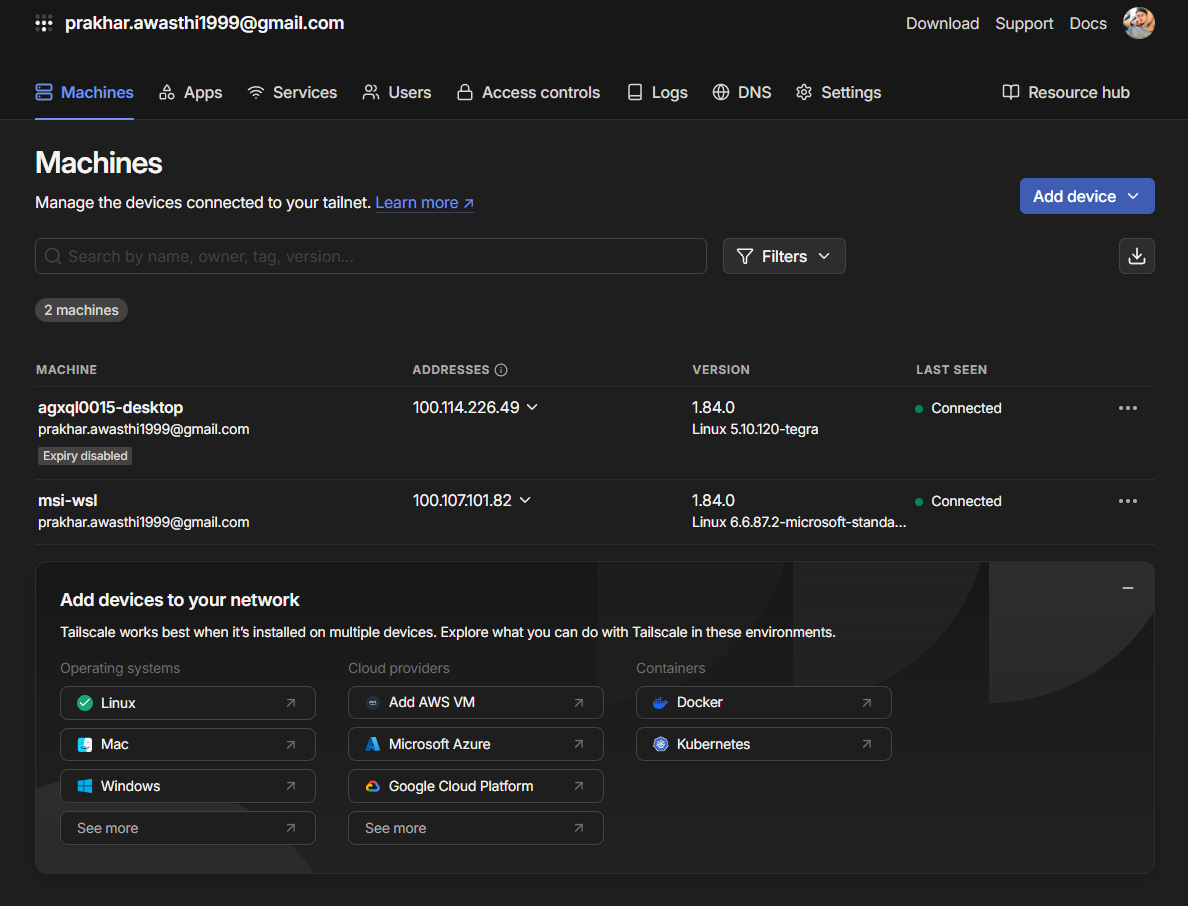 prakhar.awasthi1999@gmail.com
Download Support Docs
Machines Apps Services Users Access controls Logs DNS Settings Resource hub
Machines
Manage the devices connected to your tailnet. Learn more ↗
Add device
Search by name, owner, tag, version...
Filters
2 machines
MACHINE ADDRESSES VERSION LAST SEEN
agxql0015-desktop 100.114.226.49 1.84.0 Connected
prakhar.awasthi1999@gmail.com Linux 5.10.120-tegra
Expiry disabled
msi-wsl 100.107.101.82 1.84.0 Connected
prakhar.awasthi1999@gmail.com Linux 6.6.87.2-microsoft-standa...
Add devices to your network
Tailscale works best when it's installed on multiple devices. Explore what you can do with Tailscale in these environments.
Operating systems Cloud providers Containers
Linux Add AWS VM Docker
Mac Microsoft Azure Kubernetes
Windows Google Cloud Platform
See more See more